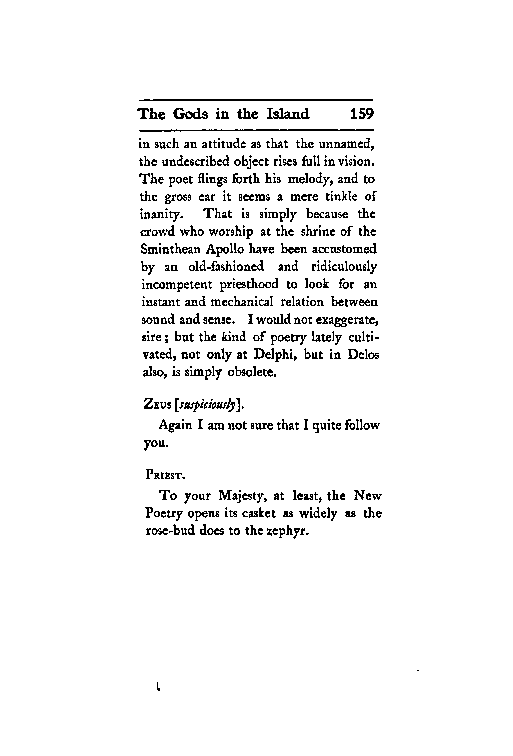 The Gods in the Island 159
in such an attitude as that the unnamed,
the undescribed object rises full in vision.
The poet flings forth his melody, and to
the gross ear it seems a mere tinkle of
inanity. That is simply because the
crowd who worship at the shrine of the
Sminthean Apollo have been accustomed
by an old-fashioned and ridiculously
incompetent priesthood to look for an
instant and mechanical relation between
sound and sense. I would not exaggerate,
sire; but the kind of poetry lately culti-
vated, not only at Delphi, but in Delos
also, is simply obsolete.
ZEUS [suspiciously].
Again I am not sure that I quite follow
you.
PRIEST.
To your Majesty, at least, the New
Poetry opens its casket as widely as the
rose-bud does to the zephyr.